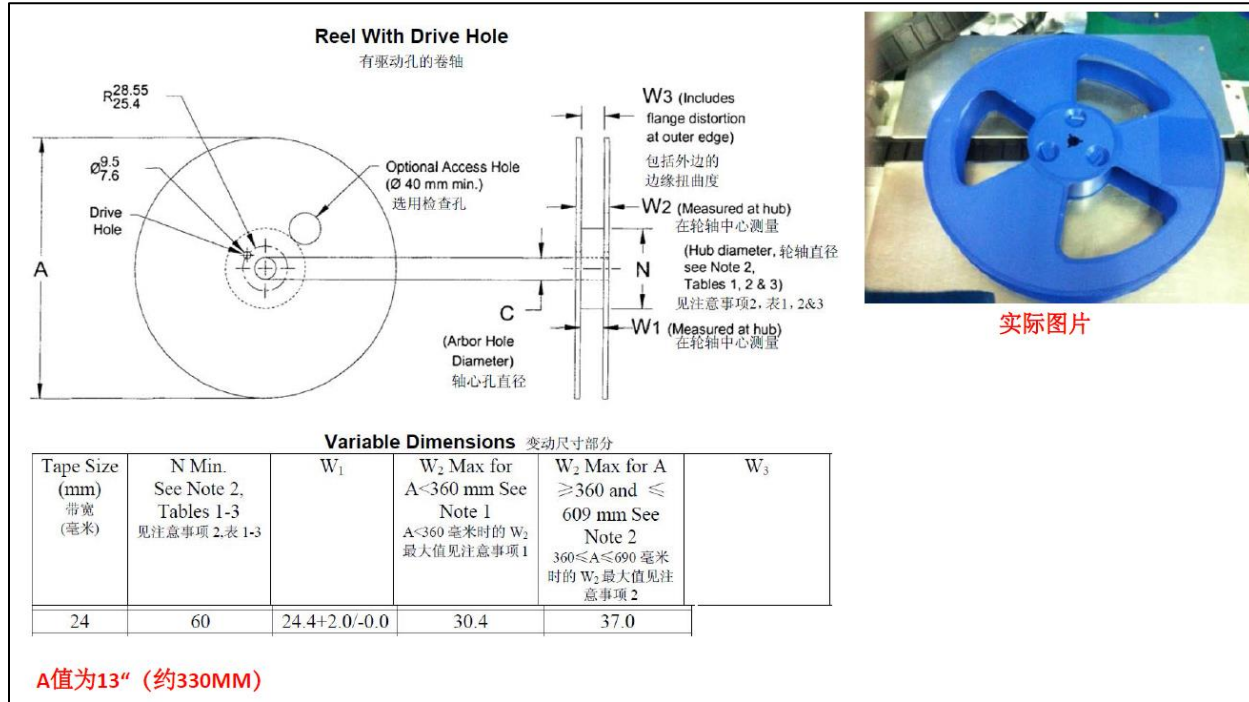 Reel With Drive Hole
有驱动孔的卷轴
R28.55
25.4
Ø9.5
7.6
Drive
Hole
A
Optional Access Hole
(Ø 40 mm min.)
选用检查孔
C
(Arbor Hole
Diameter)
轴心孔直径
W3 (Includes
flange distortion
at outer edge)
包括外边的
边缘扭曲度
W2 (Measured at hub)
在轮轴中心测量
N
(Hub diameter, 轮轴直径
see Note 2,
Tables 1, 2 & 3)
见注意事项2, 表1, 2&3
W1 (Measured at hub)
在轮轴中心测量
实际图片
Variable Dimensions 变动尺寸部分
Tape Size
(mm)
带宽
(毫米)
N Min.
See Note 2,
Tables 1-3
见注意事项 2,表 1-3
W₁
W₂ Max for
A<360 mm See
Note 1
A<360 毫米时的 W₂
最大值见注意事项1
W₂ Max for A
≥360 and ≤
609 mm See
Note 2
360≤A≤690 毫米
时的 W₂ 最大值见注
意事项 2
W₃
24 60 24.4+2.0/-0.0 30.4 37.0
A值为13“（约330MM）